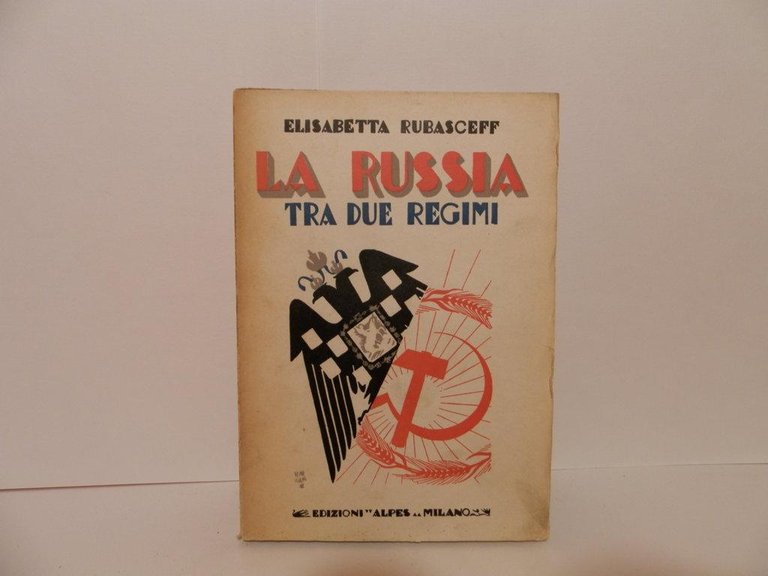 ELISABETTA RUBASCEFF
LA RUSSIA
TRA DUE REGIMI
EDIZIONI "ALPES„ MILANO